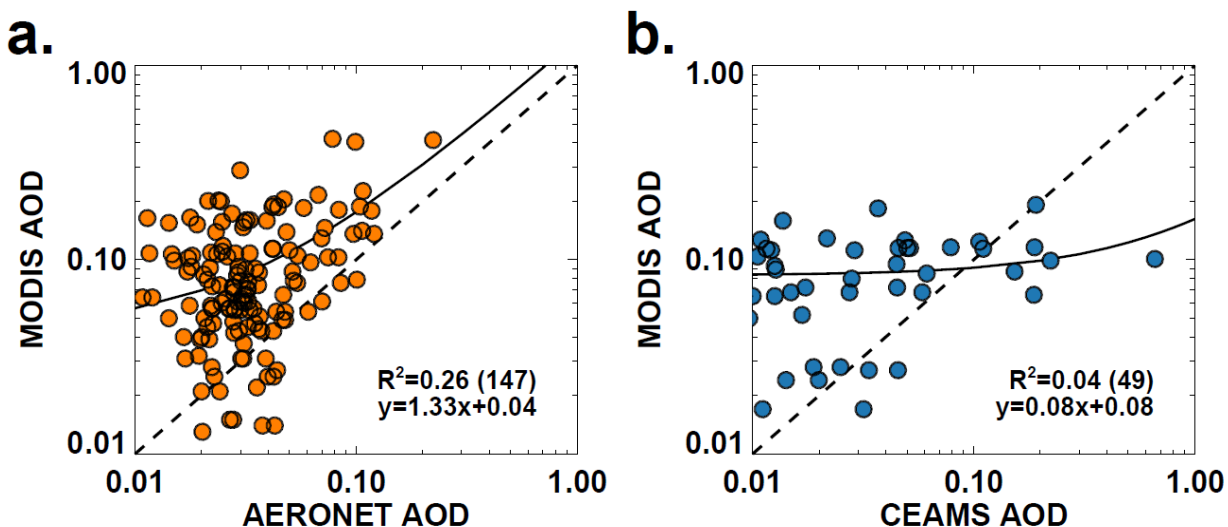 a.
1.00
0.10
0.01
MODIS AOD
R²=0.26 (147)
y=1.33x+0.04
0.01 0.10 1.00
AERONET AOD
b.
1.00
0.10
0.01
MODIS AOD
R²=0.04 (49)
y=0.08x+0.08
0.01 0.10 1.00
CEAMS AOD